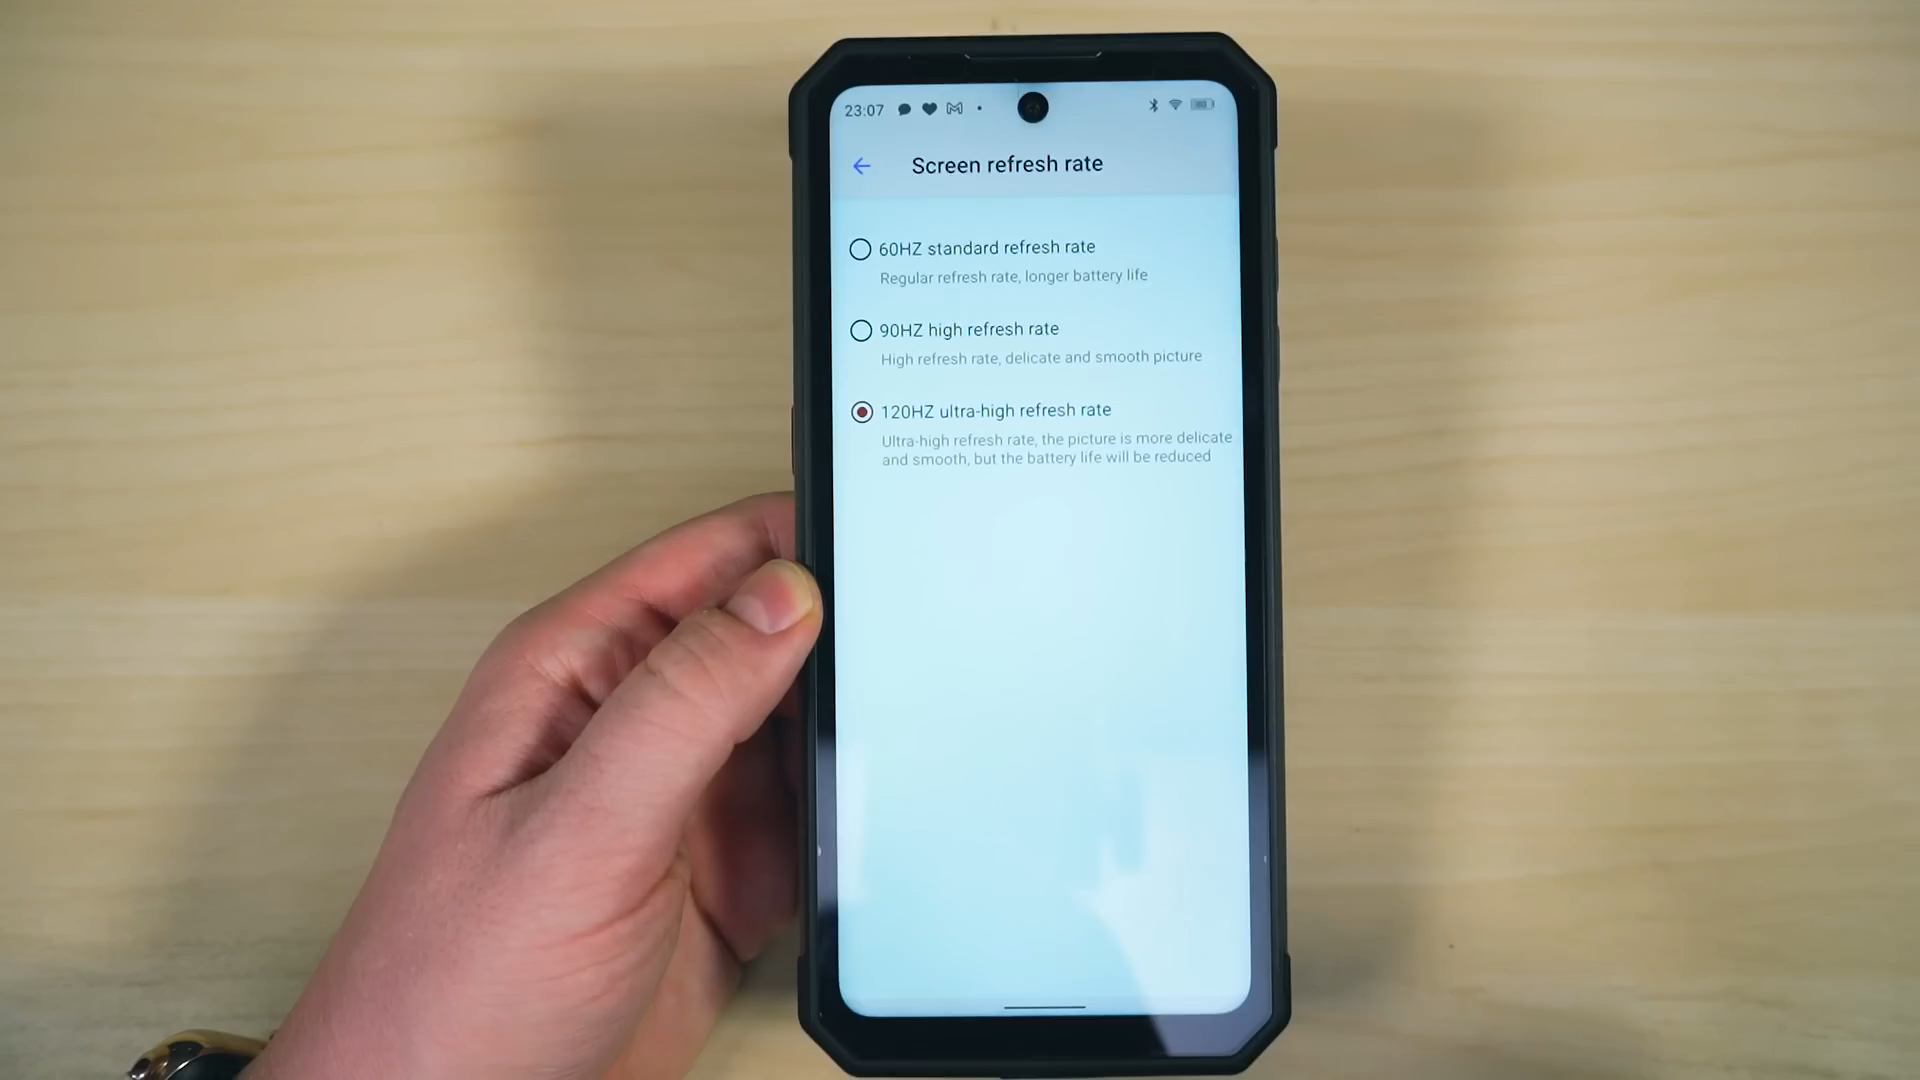 23:07
Screen refresh rate
60HZ standard refresh rate
Regular refresh rate, longer battery life
90HZ high refresh rate
High refresh rate, delicate and smooth picture
120HZ ultra-high refresh rate
Ultra-high refresh rate, the picture is more delicate
and smooth, but the battery life will be reduced